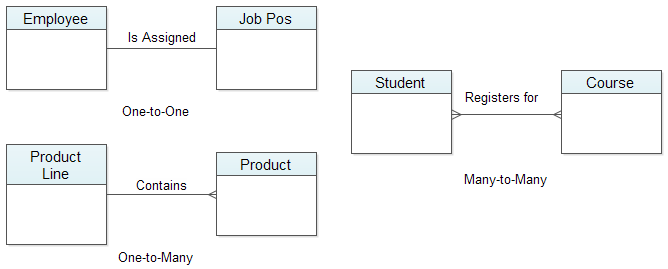 Employee
Is Assigned
Job Pos
One-to-One
Product
Line
Contains
Product
One-to-Many
Student
Registers for
Course
Many-to-Many